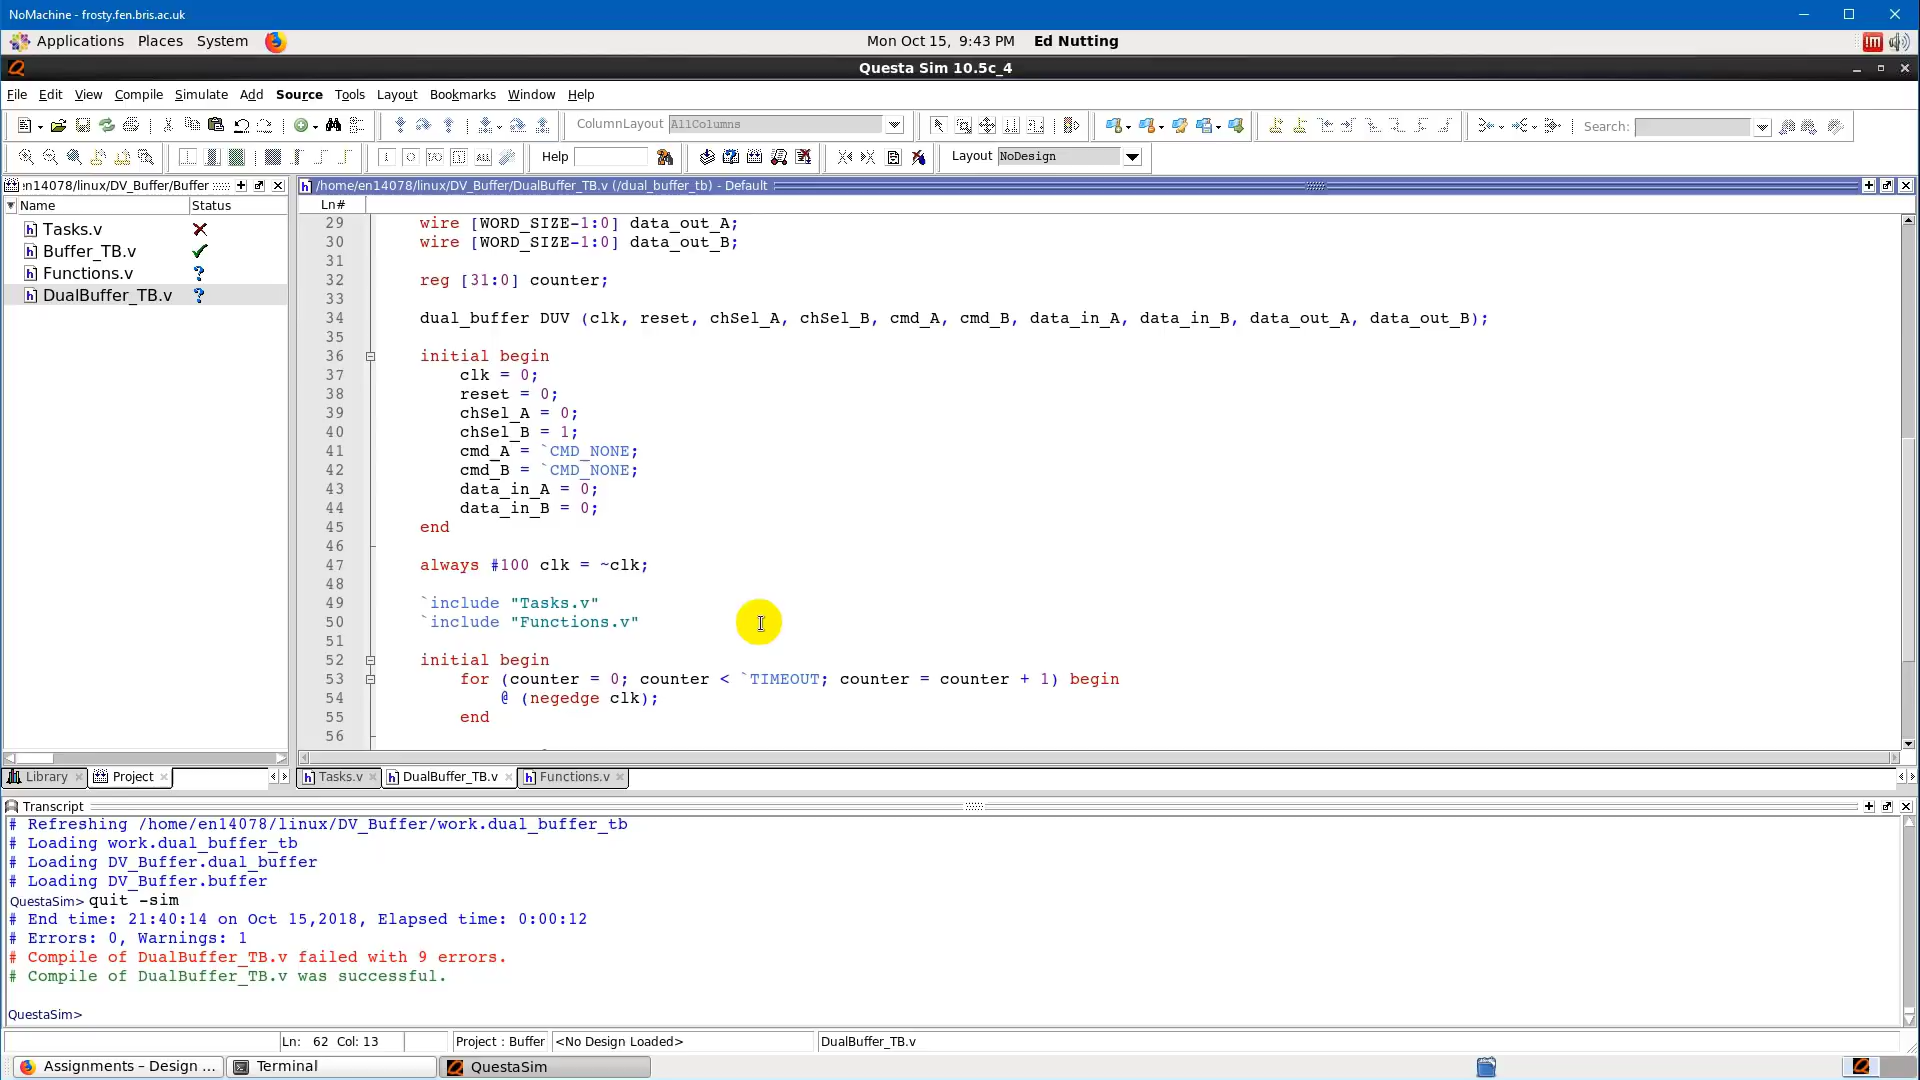 NoMachine - frosty.fen.bris.ac.uk
Applications Places System Mon Oct 15, 9:43 PM Ed Nutting
Questa Sim 10.5c_4
File Edit View Compile Simulate Add Source Tools Layout Bookmarks Window Help
ColumnLayout AllColumns Search:
Help Layout NoDesign
en14078/linux/DV_Buffer/Buffer
/home/en14078/linux/DV_Buffer/DualBuffer_TB.v (/dual_buffer_tb) - Default
Name Status
Tasks.v
Buffer_TB.v
Functions.v
DualBuffer_TB.v
Ln#
29 wire [WORD_SIZE-1:0] data_out_A;
30 wire [WORD_SIZE-1:0] data_out_B;
31
32 reg [31:0] counter;
33
34 dual_buffer DUV (clk, reset, chSel_A, chSel_B, cmd_A, cmd_B, data_in_A, data_in_B, data_out_A, data_out_B);
35
36 initial begin
37 clk = 0;
38 reset = 0;
39 chSel_A = 0;
40 chSel_B = 1;
41 cmd_A = `CMD_NONE;
42 cmd_B = `CMD_NONE;
43 data_in_A = 0;
44 data_in_B = 0;
45 end
46
47 always #100 clk = ~clk;
48
49 `include "Tasks.v"
50 `include "Functions.v"
51
52 initial begin
53 for (counter = 0; counter < `TIMEOUT; counter = counter + 1) begin
54 @ (negedge clk);
55 end
56
Library Project Tasks.v DualBuffer_TB.v Functions.v
Transcript
# Refreshing /home/en14078/linux/DV_Buffer/work.dual_buffer_tb
# Loading work.dual_buffer_tb
# Loading DV_Buffer.dual_buffer
# Loading DV_Buffer.buffer
QuestaSim> quit -sim
# End time: 21:40:14 on Oct 15,2018, Elapsed time: 0:00:12
# Errors: 0, Warnings: 1
# Compile of DualBuffer_TB.v failed with 9 errors.
# Compile of DualBuffer_TB.v was successful.
QuestaSim>
Ln: 62 Col: 13 Project : Buffer <No Design Loaded> DualBuffer_TB.v
Assignments – Design ... Terminal QuestaSim